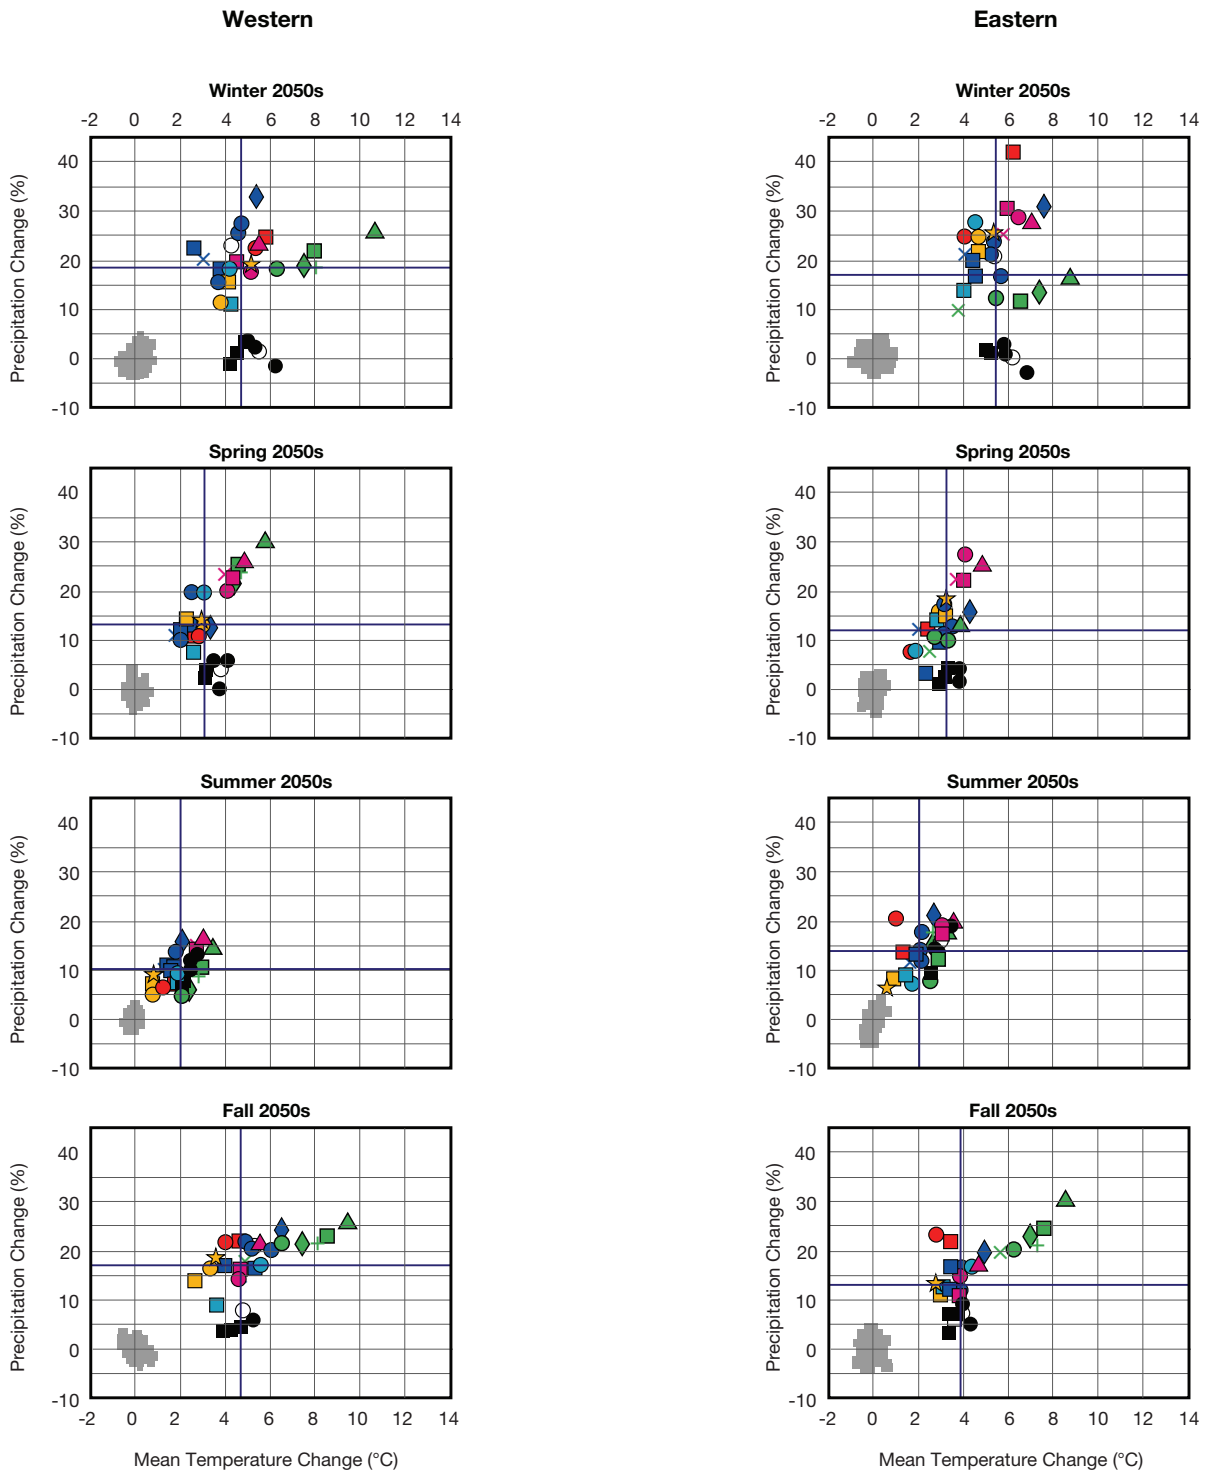 Western Eastern
Winter 2050s Winter 2050s
-2 0 2 4 6 8 10 12 14 -2 0 2 4 6 8 10 12 14
Precipitation Change (%) 40 30 20 10 0 -10
Precipitation Change (%) 40 30 20 10 0 -10
Spring 2050s Spring 2050s
Precipitation Change (%) 40 30 20 10 0 -10
Precipitation Change (%) 40 30 20 10 0 -10
Summer 2050s Summer 2050s
Precipitation Change (%) 40 30 20 10 0 -10
Precipitation Change (%) 40 30 20 10 0 -10
Fall 2050s Fall 2050s
Precipitation Change (%) 40 30 20 10 0 -10
Precipitation Change (%) 40 30 20 10 0 -10
-2 0 2 4 6 8 10 12 14 -2 0 2 4 6 8 10 12 14
Mean Temperature Change (°C) Mean Temperature Change (°C)